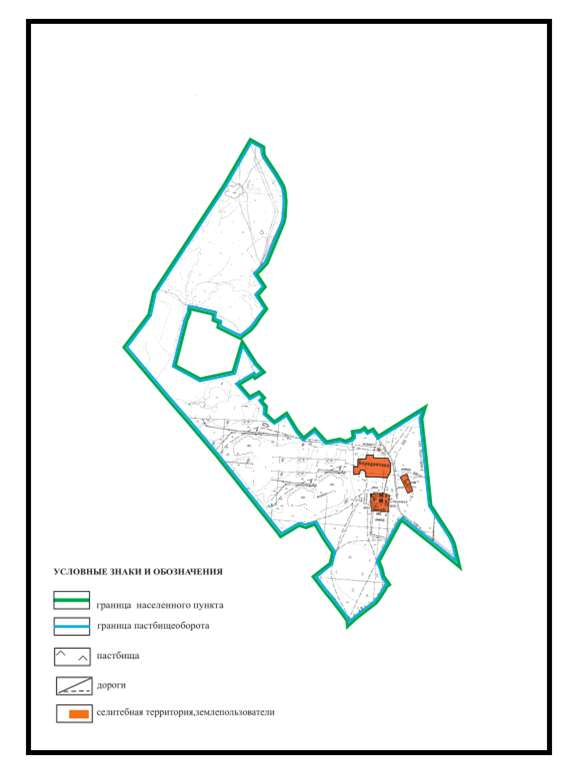 УСЛОВНЫЕ ЗНАКИ И ОБОЗНАЧЕНИЯ
граница населенного пункта
граница пастбищеоборота
пастбища
дороги
селитебная территория,землепользователи